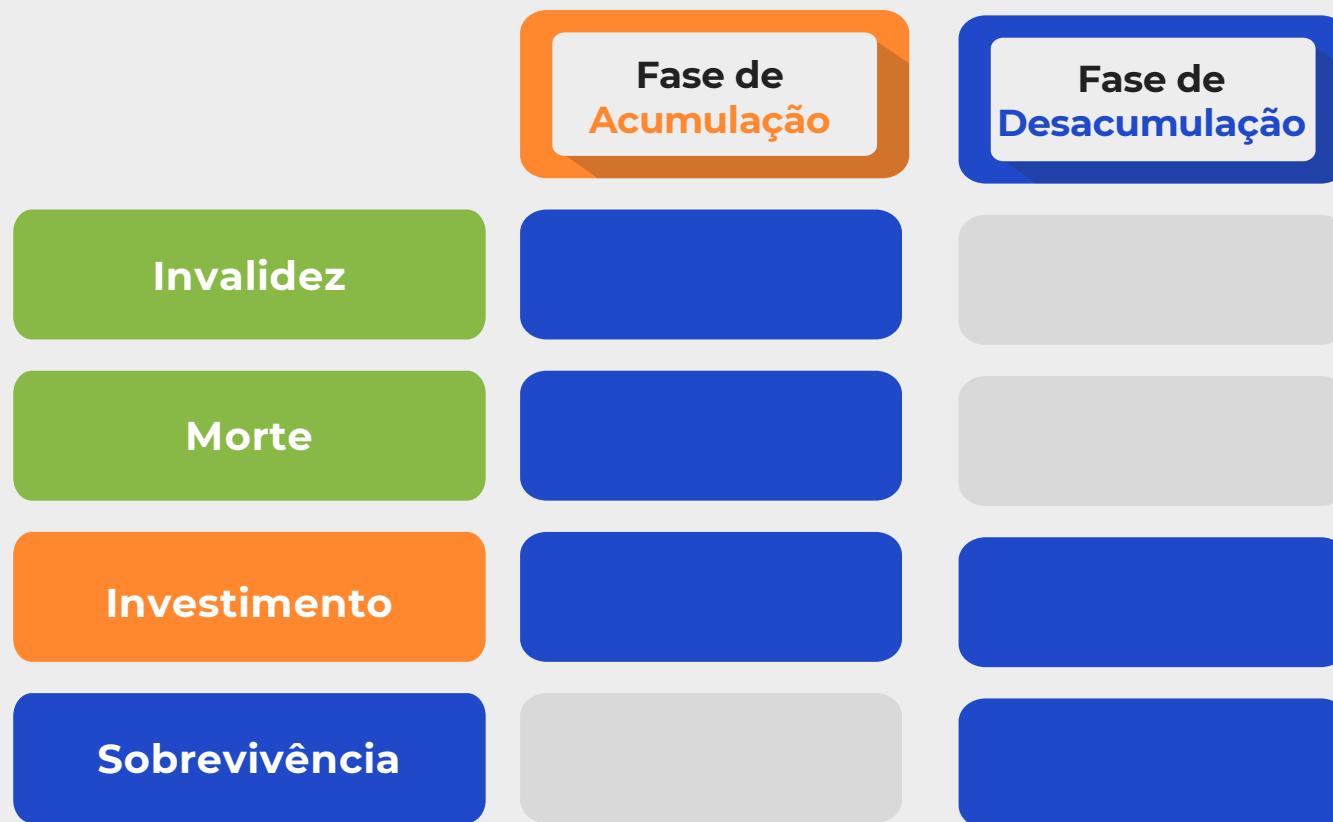 Fase de
Acumulação
Fase de
Desacumulação
Invalidez
Morte
Investimento
Sobrevivência